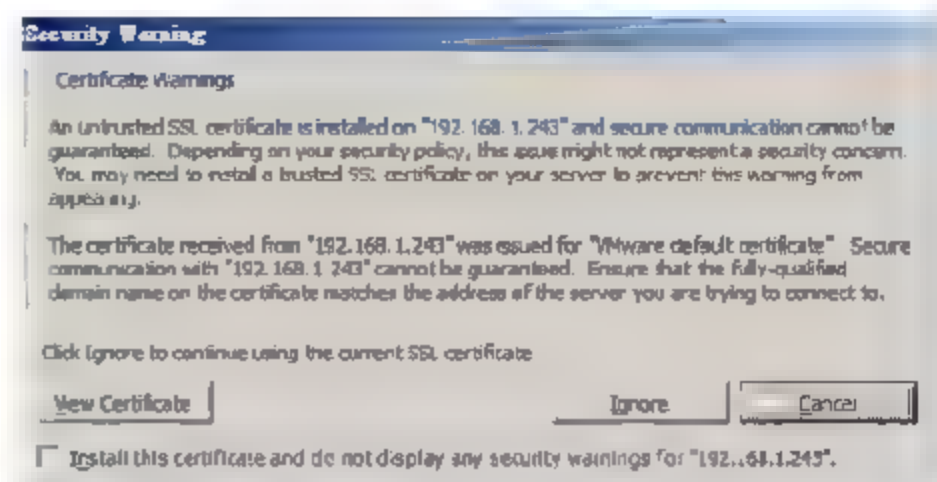 Security Warning
Certificate Warnings
An untrusted SSL certificate is installed on "192.168.1.243" and secure communication cannot be
guaranteed. Depending on your security policy, this issue might not represent a security concern.
You may need to install a trusted SSL certificate on your server to prevent this warning from
appearing.
The certificate received from "192.168.1.243" was issued for "VMware default certificate". Secure
communication with "192.168.1.243" cannot be guaranteed. Ensure that the fully-qualified
domain name on the certificate matches the address of the server you are trying to connect to.
Click Ignore to continue using the current SSL certificate
View Certificate
Ignore
Cancel
Install this certificate and do not display any security warnings for "192.168.1.243".